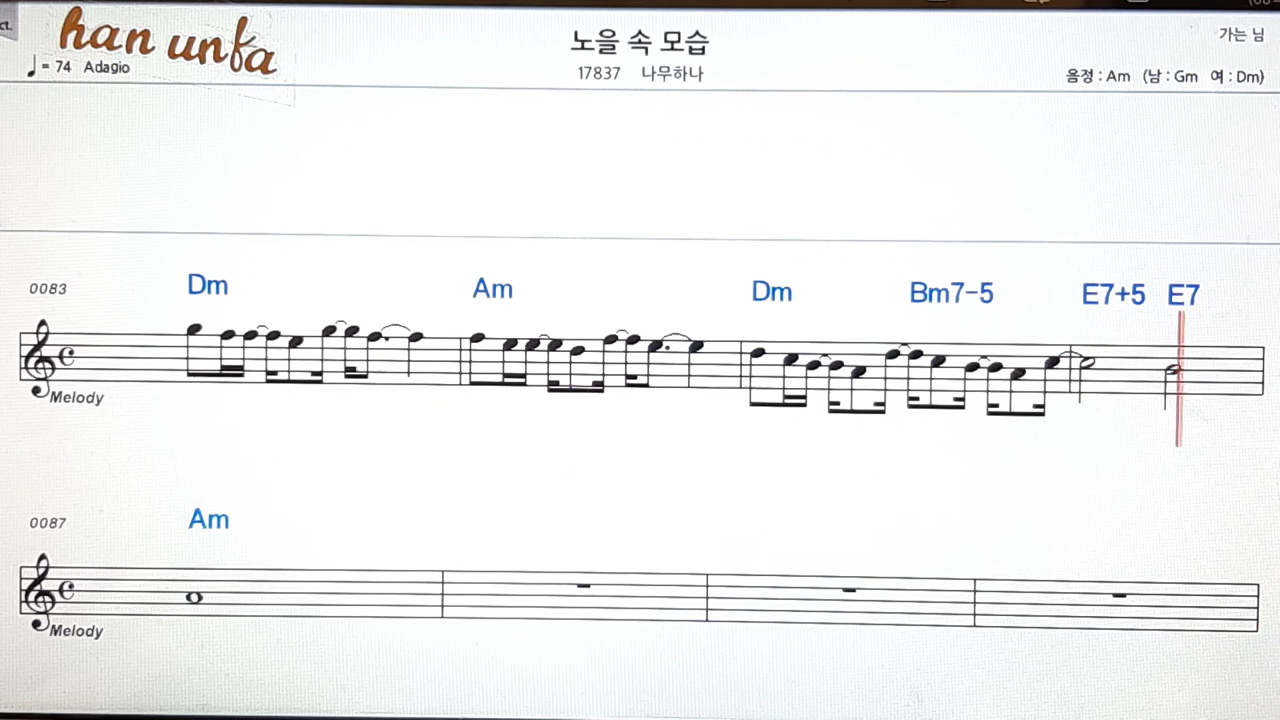 ct.
han unfa
노을 속 모습
가는 님
♩= 74 Adagio
17837 나무하나
음정 : Am (남 : Gm 여 : Dm)
0083 Dm Am Dm Bm7-5 E7+5 E7
Melody
0087 Am
Melody